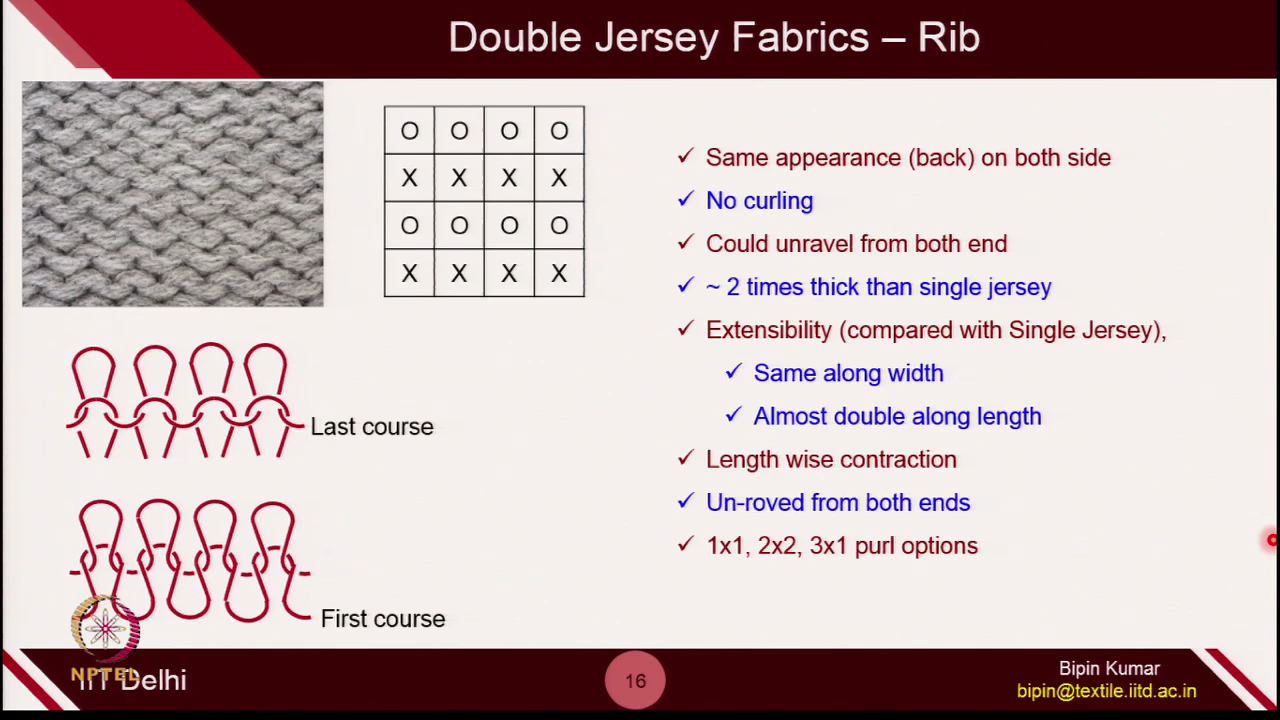 Double Jersey Fabrics – Rib
O O O O
X X X X
O O O O
X X X X
✓ Same appearance (back) on both side
✓ No curling
✓ Could unravel from both end
✓ ~ 2 times thick than single jersey
✓ Extensibility (compared with Single Jersey),
✓ Same along width
✓ Almost double along length
✓ Length wise contraction
✓ Un-roved from both ends
✓ 1x1, 2x2, 3x1 purl options
Last course
First course
NPTEL
IIT Delhi
16
Bipin Kumar
bipin@textile.iitd.ac.in